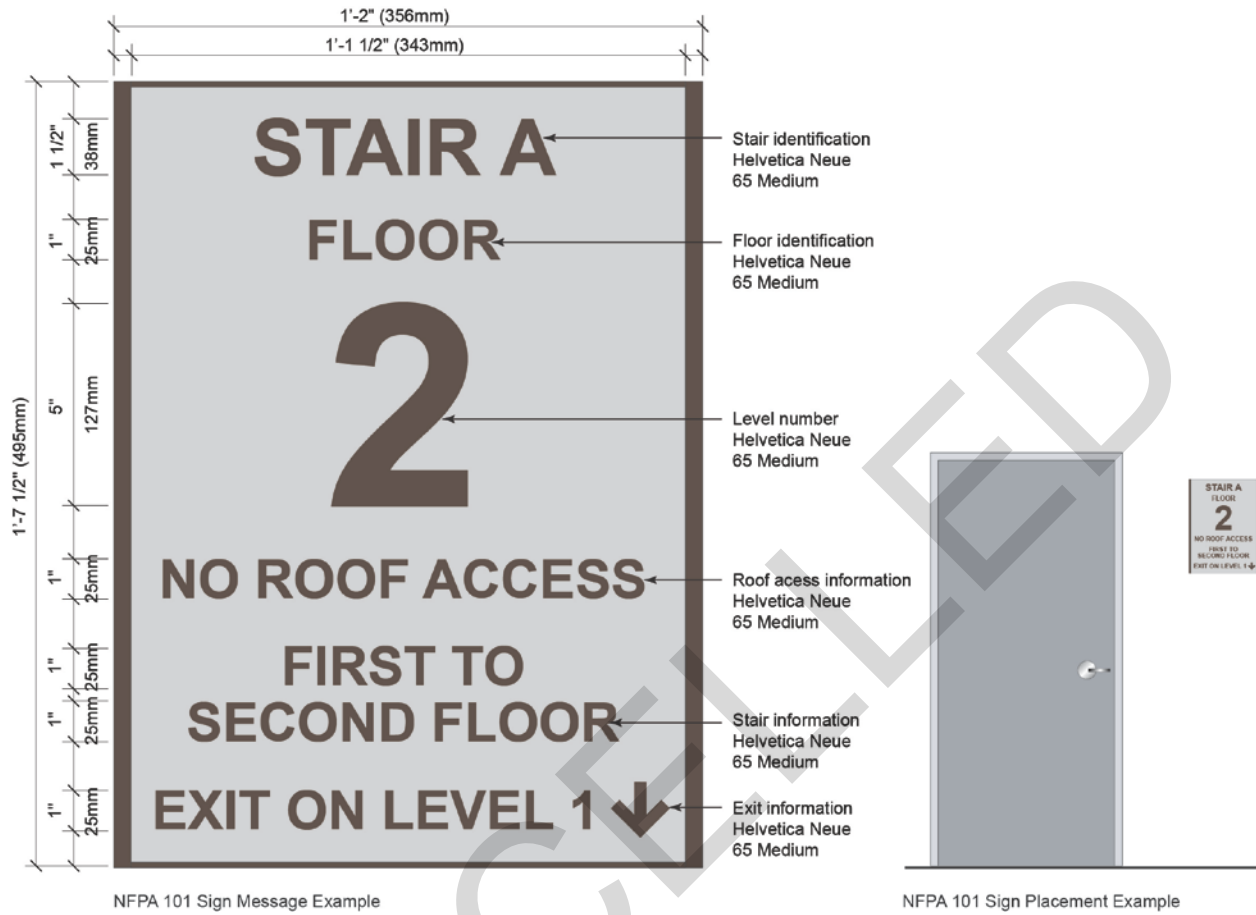 1'-2" (356mm)
1'-1 1/2" (343mm)
1'-7 1/2" (495mm)
1 1/2"
38mm
1"
25mm
5"
127mm
1"
25mm
1"
25mm
1"
25mm
1"
25mm
STAIR A
FLOOR
2
NO ROOF ACCESS
FIRST TO
SECOND FLOOR
EXIT ON LEVEL 1
Stair identification
Helvetica Neue
65 Medium
Floor identification
Helvetica Neue
65 Medium
Level number
Helvetica Neue
65 Medium
Roof acess information
Helvetica Neue
65 Medium
Stair information
Helvetica Neue
65 Medium
Exit information
Helvetica Neue
65 Medium
STAIR A
FLOOR
2
NO ROOF ACCESS
FIRST TO
SECOND FLOOR
EXIT ON LEVEL 1
NFPA 101 Sign Message Example
NFPA 101 Sign Placement Example
CELLED